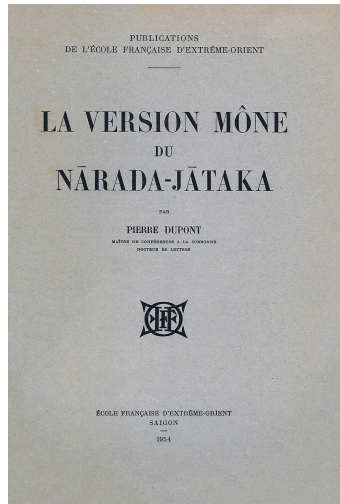 PUBLICATIONS
DE L'ÉCOLE FRANÇAISE D'EXTRÊME-ORIENT
LA VERSION MÔNE
DU
NĀRADA-JĀTAKA
PAR
PIERRE DUPONT
MAÎTRE DE CONFÉRENCES A LA SORBONNE
DOCTEUR ÈS LETTRES
ÉCOLE FRANÇAISE D'EXTRÊME-ORIENT
SAIGON
1954